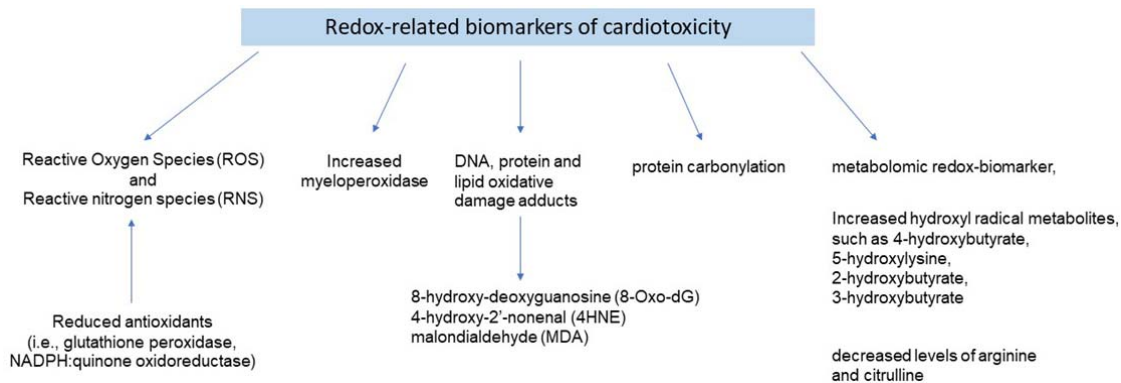 Redox-related biomarkers of cardiotoxicity
Reactive Oxygen Species (ROS)
and
Reactive nitrogen species (RNS)
Reduced antioxidants
(i.e., glutathione peroxidase,
NADPH:quinone oxidoreductase)
Increased
myeloperoxidase
DNA, protein and
lipid oxidative
damage adducts
8-hydroxy-deoxyguanosine (8-Oxo-dG)
4-hydroxy-2’-nonenal (4HNE)
malondialdehyde (MDA)
protein carbonylation
metabolomic redox-biomarker,
Increased hydroxyl radical metabolites,
such as 4-hydroxybutyrate,
5-hydroxylysine,
2-hydroxybutyrate,
3-hydroxybutyrate
decreased levels of arginine
and citrulline